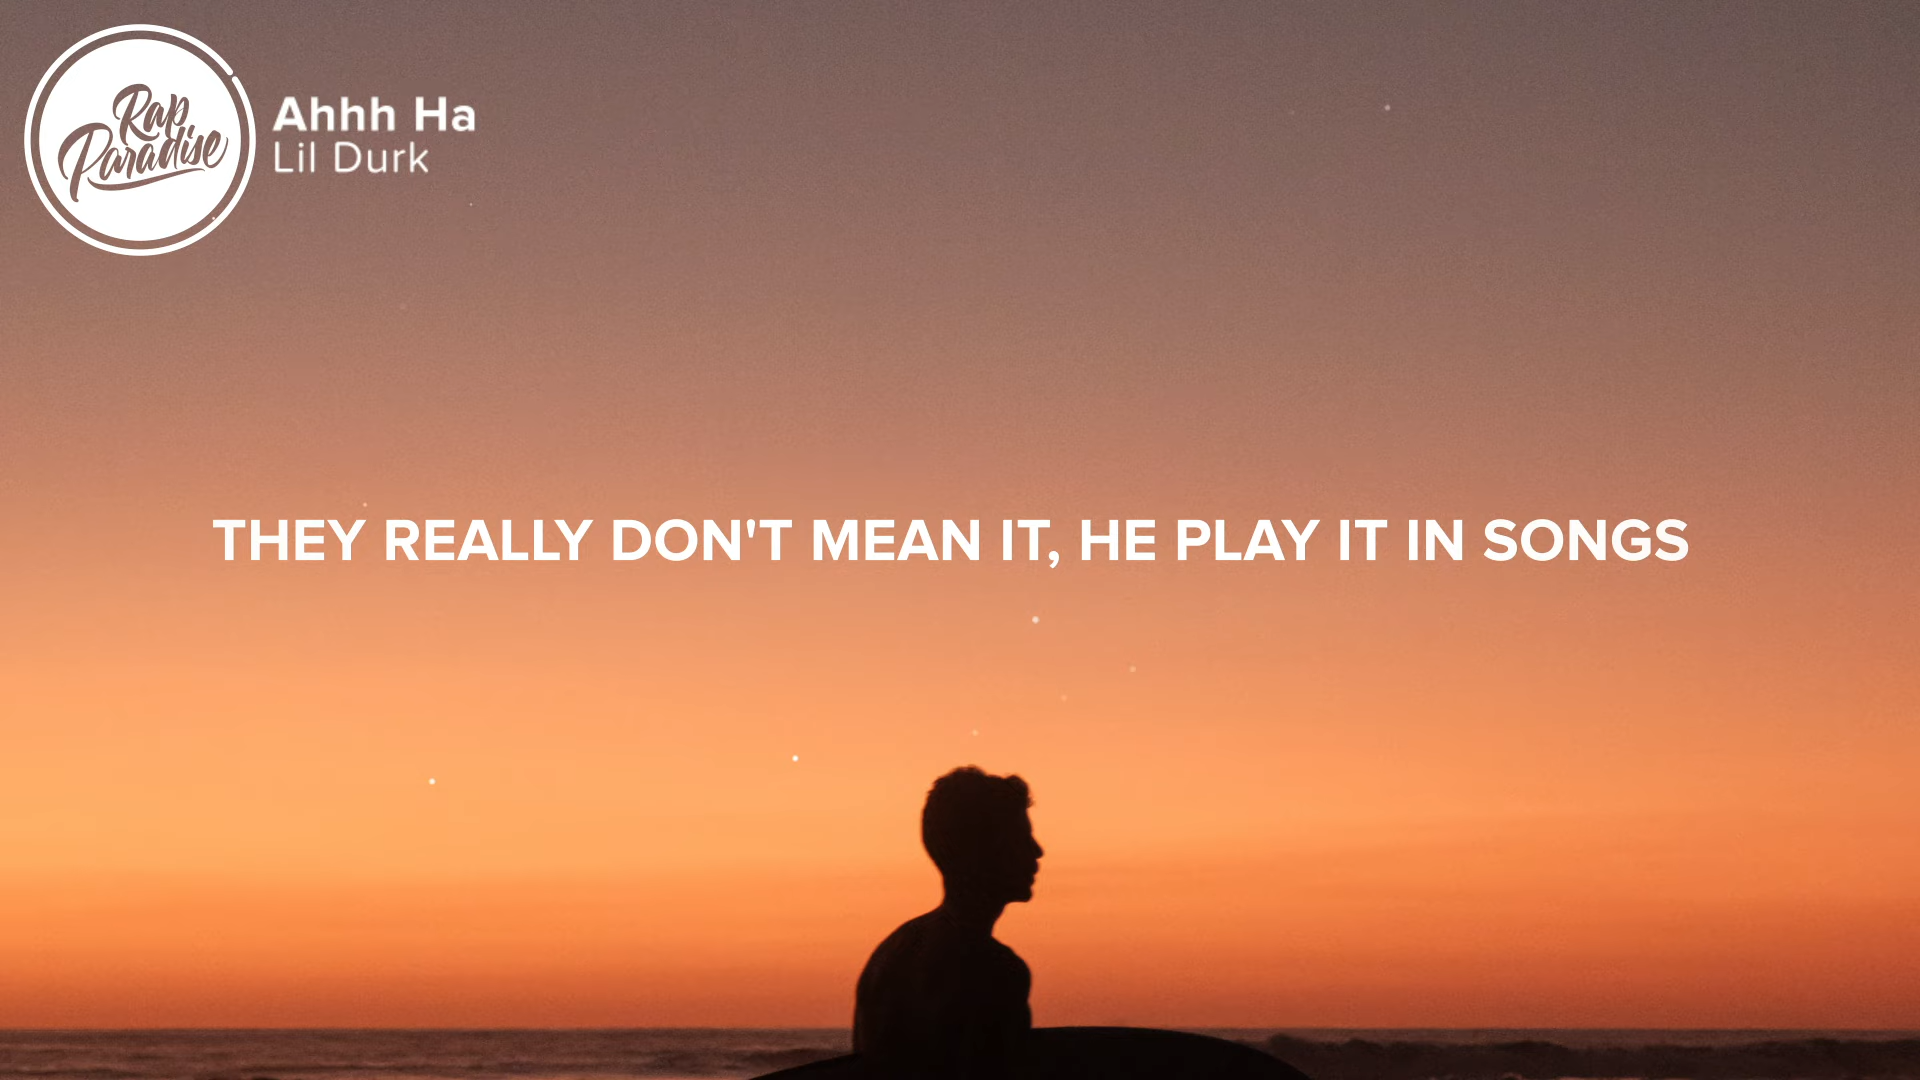 Rap
Paradise
Ahhh Ha
Lil Durk
THEY REALLY DON'T MEAN IT, HE PLAY IT IN SONGS